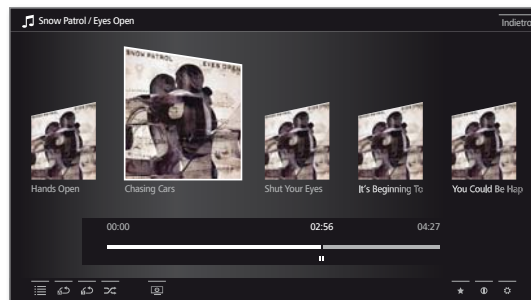 Snow Patrol / Eyes Open
Indietro
SNOW PATROL EYES OPEN
Hands Open
Chasing Cars
Shut Your Eyes
It's Beginning To
You Could Be Hap
00:00 02:56 04:27